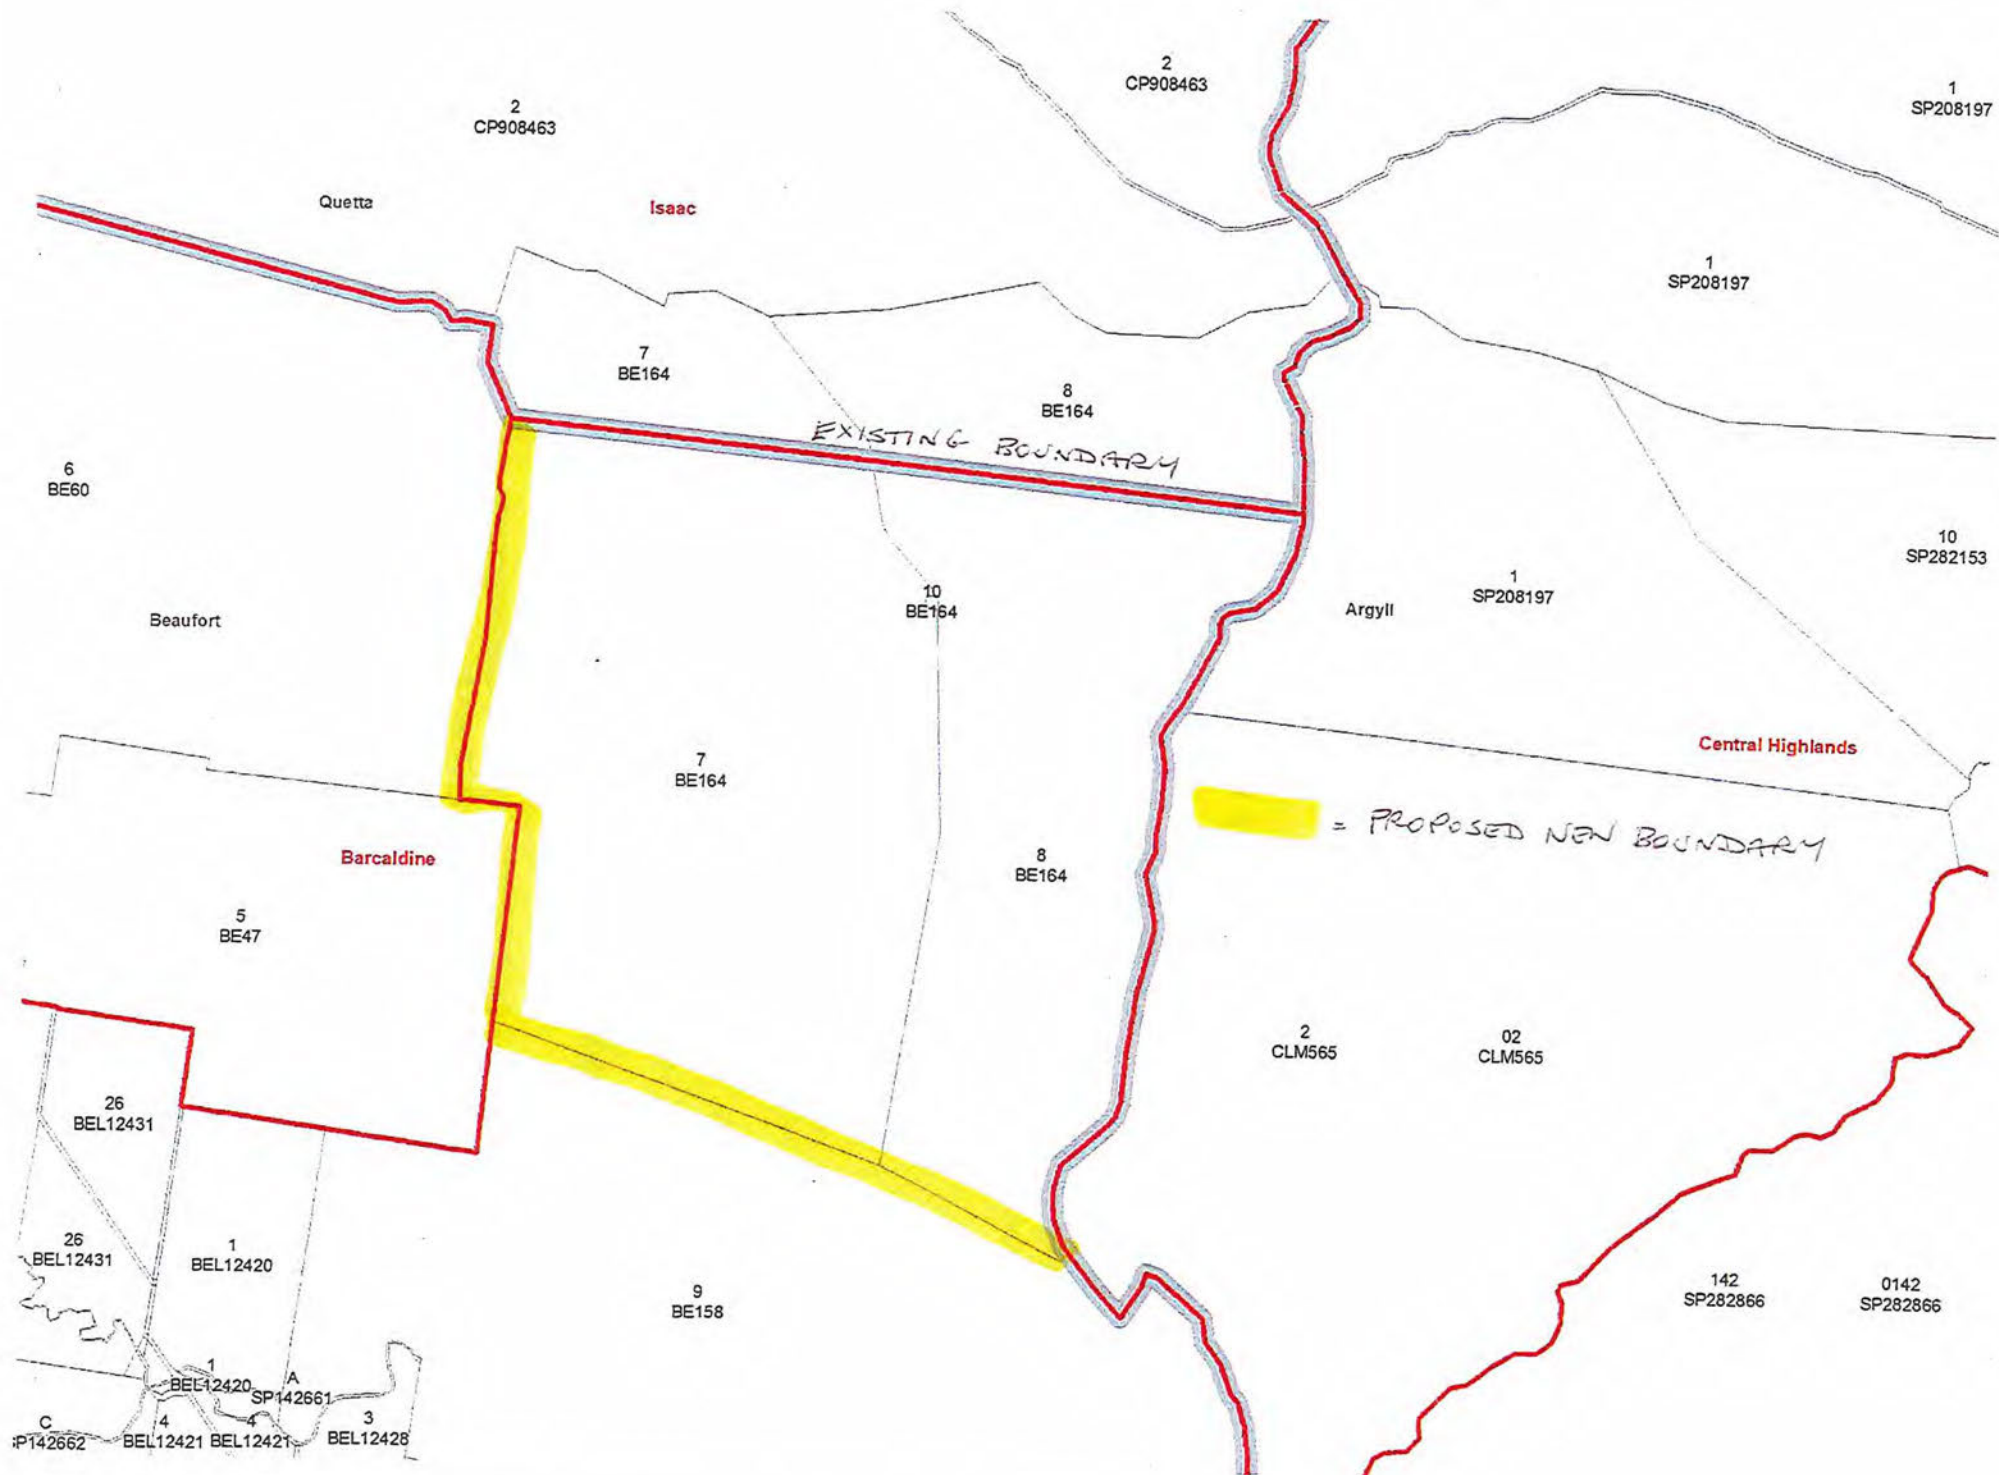 2
CP908463
2
CP908463
1
SP208197
Quetta
Isaac
1
SP208197
7
BE164
8
BE164
EXISTING BOUNDARY
6
BE60
10
SP282153
1
SP208197
10
BE164
Argyll
Beaufort
7
BE164
Central Highlands
= PROPOSED NEW BOUNDARY
Barcaldine
8
BE164
5
BE47
2
CLM565
02
CLM565
26
BEL12431
26
BEL12431
1
BEL12420
9
BE158
142
SP282866
0142
SP282866
1
BEL12420
A
SP142661
C
P142662
4
BEL12421
4
BEL12421
3
BEL12428